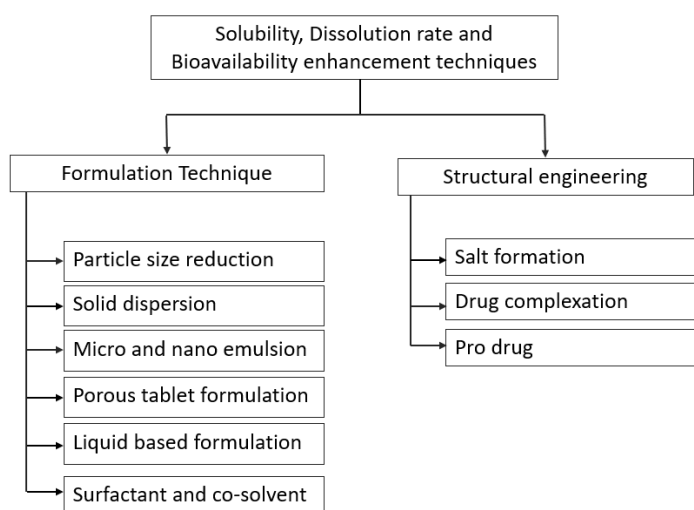 Solubility, Dissolution rate and
Bioavailability enhancement techniques
Formulation Technique
Particle size reduction
Solid dispersion
Micro and nano emulsion
Porous tablet formulation
Liquid based formulation
Surfactant and co-solvent
Structural engineering
Salt formation
Drug complexation
Pro drug